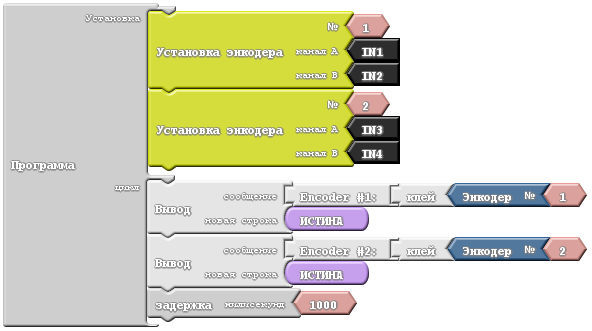 Установка
№ 1
Установка энкодера канал A IN1
канал B IN2
№ 2
Установка энкодера канал A IN3
канал B IN4
Программа
цикл
Вывод сообщение Encoder #1: клей Энкодер № 1
новая строка ИСТИНА
Вывод сообщение Encoder #2: клей Энкодер № 2
новая строка ИСТИНА
задержка миллисекунд 1000